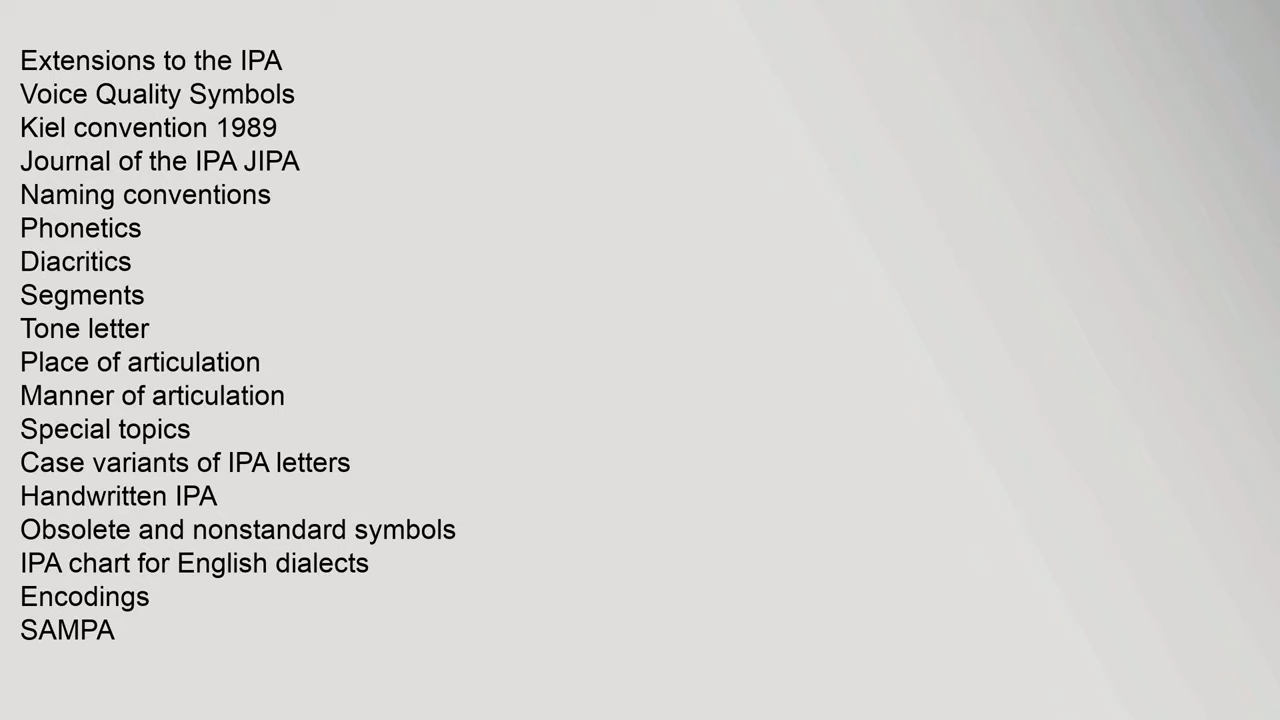 Extensions to the IPA
Voice Quality Symbols
Kiel convention 1989
Journal of the IPA JIPA
Naming conventions
Phonetics
Diacritics
Segments
Tone letter
Place of articulation
Manner of articulation
Special topics
Case variants of IPA letters
Handwritten IPA
Obsolete and nonstandard symbols
IPA chart for English dialects
Encodings
SAMPA